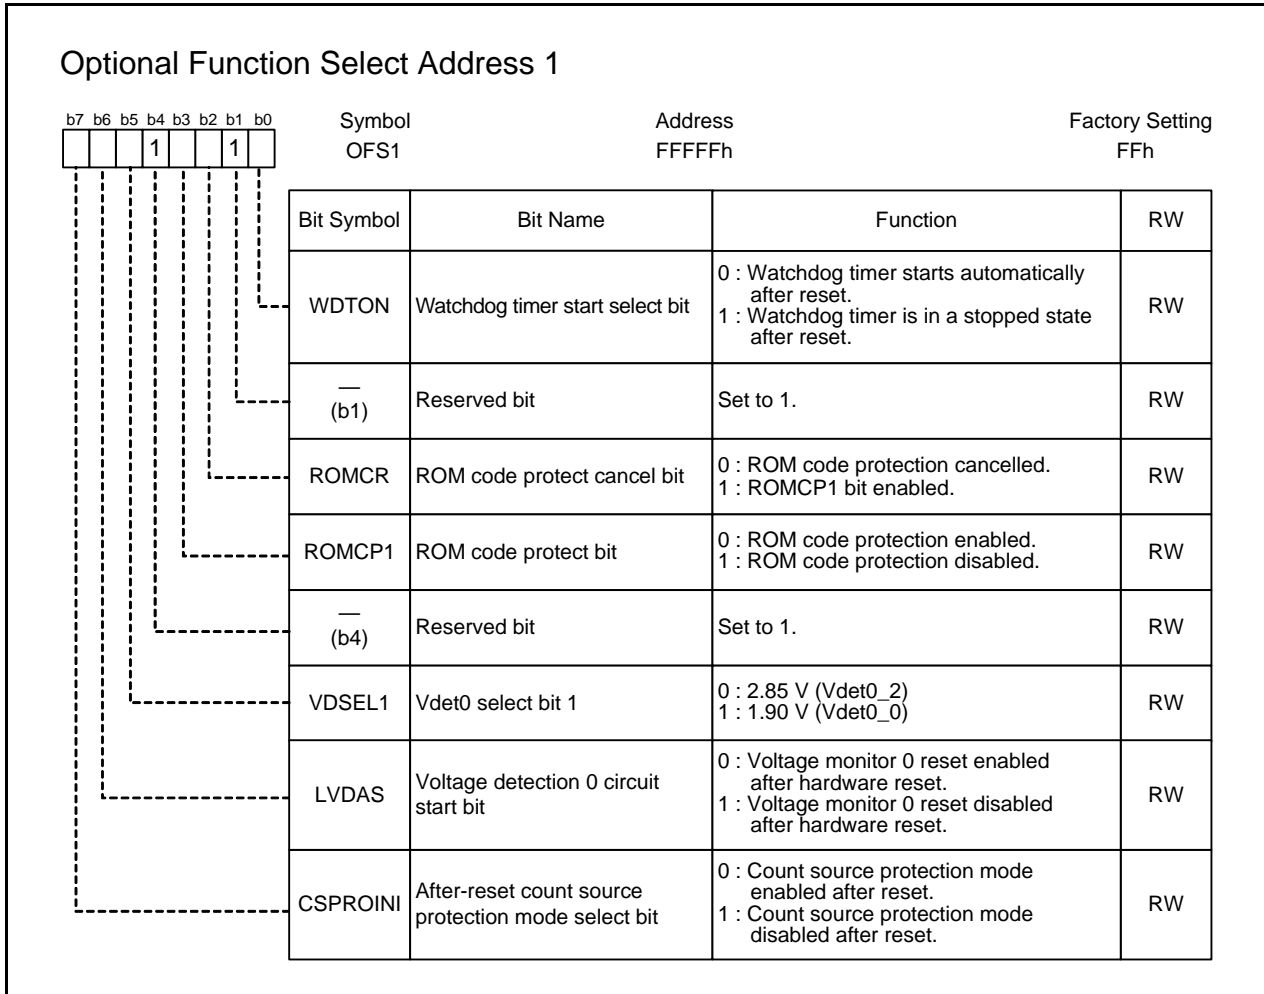 Optional Function Select Address 1
b7 b6 b5 b4 b3 b2 b1 b0
1 1
Symbol Address Factory Setting
OFS1 FFFFFh FFh
Bit Symbol Bit Name Function RW
WDTON Watchdog timer start select bit
0 : Watchdog timer starts automatically
after reset.
1 : Watchdog timer is in a stopped state
after reset.
RW
—
(b1)
Reserved bit Set to 1. RW
ROMCR ROM code protect cancel bit
0 : ROM code protection cancelled.
1 : ROMCP1 bit enabled.
RW
ROMCP1 ROM code protect bit
0 : ROM code protection enabled.
1 : ROM code protection disabled.
RW
—
(b4)
Reserved bit Set to 1. RW
VDSEL1 Vdet0 select bit 1
0 : 2.85 V (Vdet0_2)
1 : 1.90 V (Vdet0_0)
RW
LVDAS
Voltage detection 0 circuit
start bit
0 : Voltage monitor 0 reset enabled
after hardware reset.
1 : Voltage monitor 0 reset disabled
after hardware reset.
RW
CSPROINI
After-reset count source
protection mode select bit
0 : Count source protection mode
enabled after reset.
1 : Count source protection mode
disabled after reset.
RW